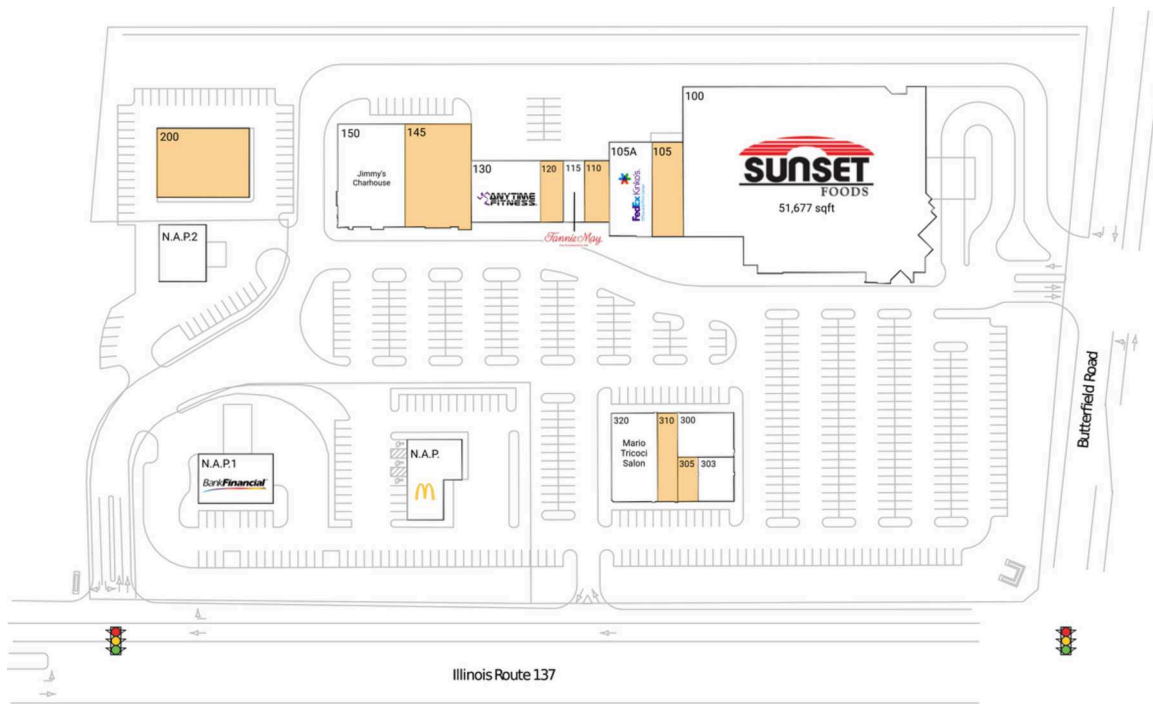 100
SUNSET
FOODS
51,677 sqft
200
150
Jimmy's
Charhouse
145
130
ANYTIME
FITNESS
120
115
110
105A
FedEx Kinko's
105
Fannie May
N.A.P.2
Butterfield Road
320
Mario
Tricoci
Salon
310
300
305
303
N.A.P.
N.A.P.1
BankFinancial
Illinois Route 137